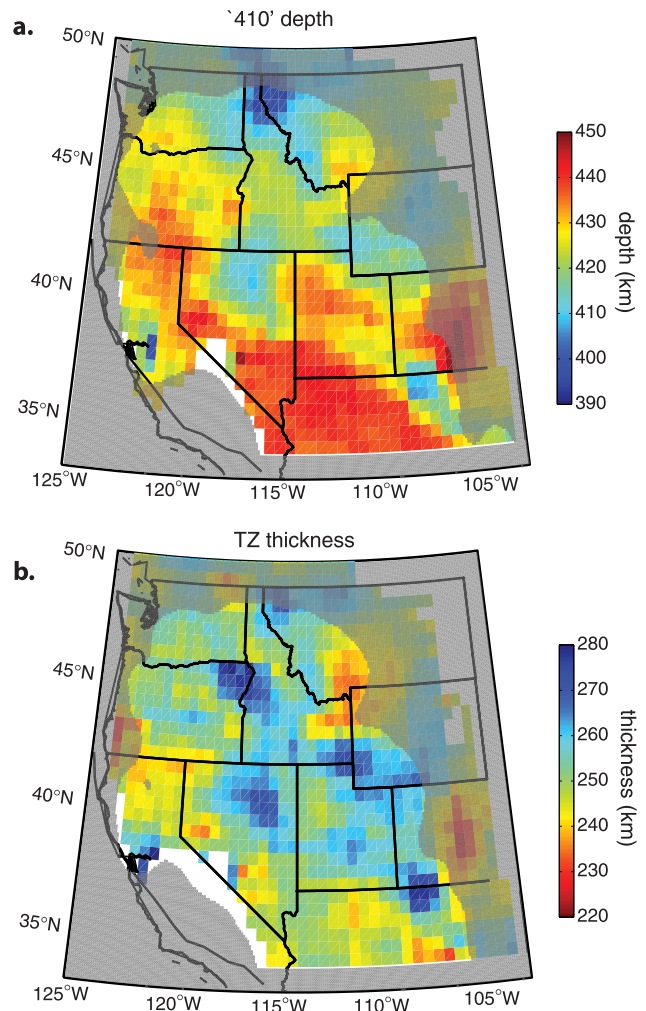 a.
`410' depth
50°N
45°N
40°N
35°N
125°W
120°W
115°W
110°W
105°W
450
440
430
420
410
400
390
depth (km)
b.
TZ thickness
50°N
45°N
40°N
35°N
125°W
120°W
115°W
110°W
105°W
280
270
260
250
240
230
220
thickness (km)